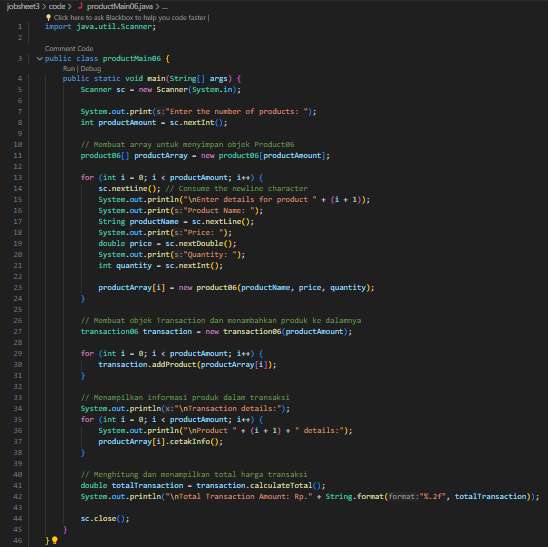 jobsheet3 > code > J productMain06.java > ...
Click here to ask Blackbox to help you code faster |
1 import java.util.Scanner;
2
Comment Code
3 public class productMain06 {
Run | Debug
4 public static void main(String[] args) {
5 Scanner sc = new Scanner(System.in);
6
7 System.out.print(s:"Enter the number of products: ");
8 int productAmount = sc.nextInt();
9
10 // Membuat array untuk menyimpan objek Product06
11 product06[] productArray = new product06[productAmount];
12
13 for (int i = 0; i < productAmount; i++) {
14 sc.nextLine(); // Consume the newline character
15 System.out.println("\nEnter details for product " + (i + 1));
16 System.out.print(s:"Product Name: ");
17 String productName = sc.nextLine();
18 System.out.print(s:"Price: ");
19 double price = sc.nextDouble();
20 System.out.print(s:"Quantity: ");
21 int quantity = sc.nextInt();
22
23 productArray[i] = new product06(productName, price, quantity);
24 }
25
26 // Membuat objek Transaction dan menambahkan produk ke dalamnya
27 transaction06 transaction = new transaction06(productAmount);
28
29 for (int i = 0; i < productAmount; i++) {
30 transaction.addProduct(productArray[i]);
31 }
32
33 // Menampilkan informasi produk dalam transaksi
34 System.out.println(x:"\nTransaction details:");
35 for (int i = 0; i < productAmount; i++) {
36 System.out.println("\nProduct " + (i + 1) + " details:");
37 productArray[i].cetakInfo();
38 }
39
40 // Menghitung dan menampilkan total harga transaksi
41 double totalTransaction = transaction.calculateTotal();
42 System.out.println("\nTotal Transaction Amount: Rp." + String.format(format:"%.2f", totalTransaction));
43
44 sc.close();
45 }
46 }